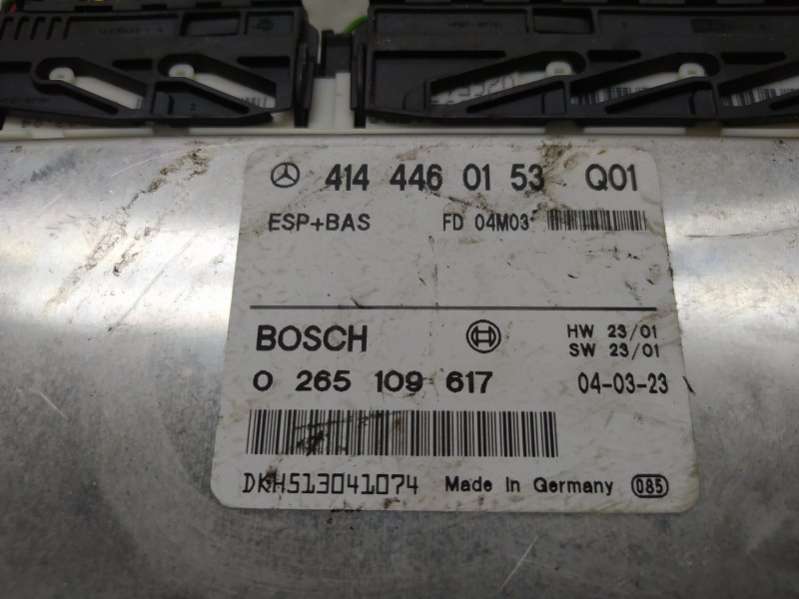 414 446 01 53 Q01
ESP+BAS FD 04M03
BOSCH HW 23/01
SW 23/01
0 265 109 617 04-03-23
DKH513041074 Made In Germany 085